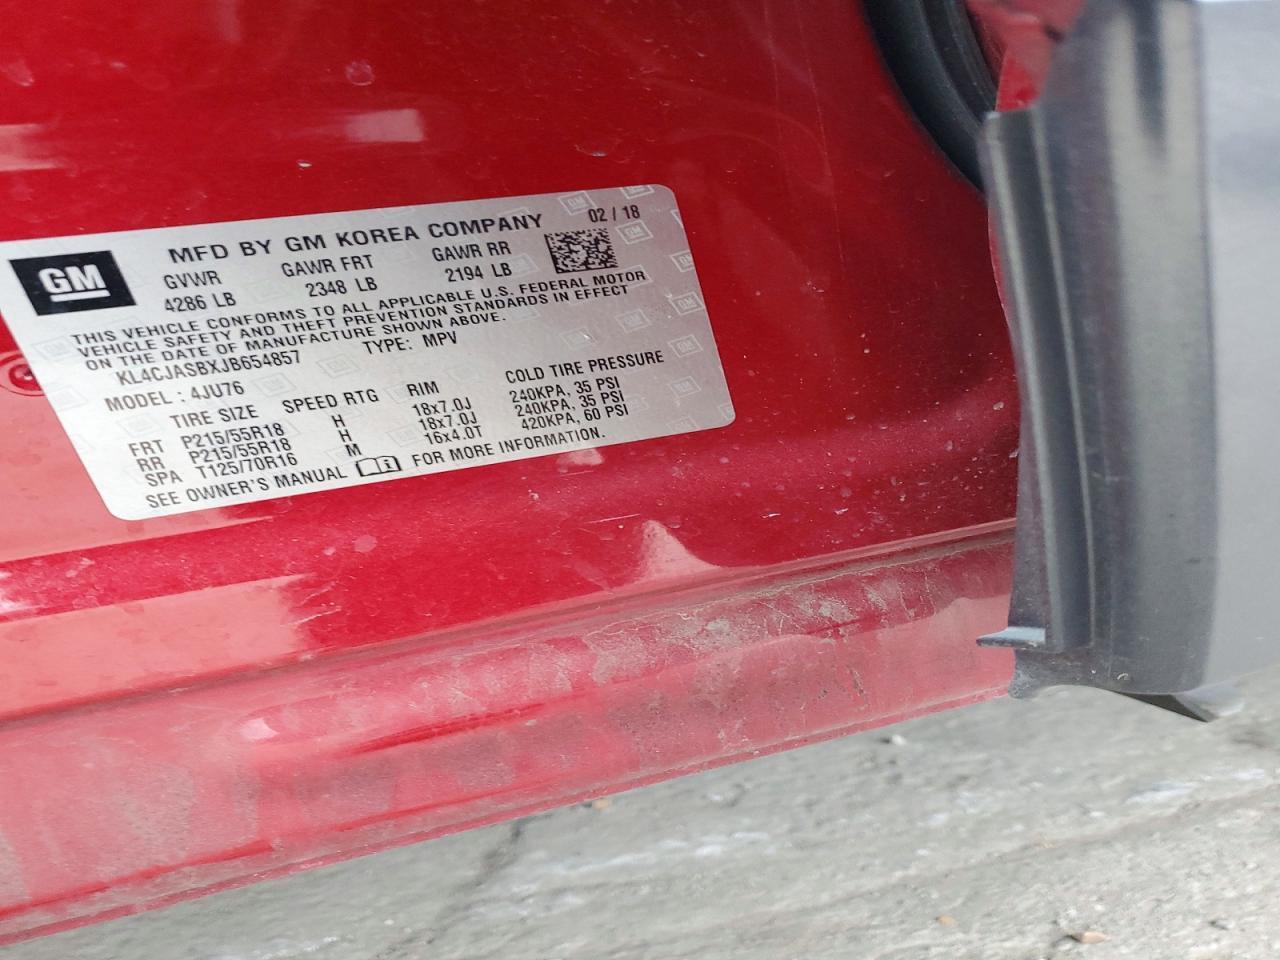 GM
MFD BY GM KOREA COMPANY 02 / 18
GVWR GAWR FRT GAWR RR
4286 LB 2348 LB 2194 LB
THIS VEHICLE CONFORMS TO ALL APPLICABLE U.S. FEDERAL MOTOR
VEHICLE SAFETY AND THEFT PREVENTION STANDARDS IN EFFECT
ON THE DATE OF MANUFACTURE SHOWN ABOVE.
KL4CJASBXJB654857 TYPE: MPV
MODEL : 4JU76
TIRE SIZE SPEED RTG RIM COLD TIRE PRESSURE
FRT P215/55R18 H 18x7.0J 240KPA, 35 PSI
RR P215/55R18 H 18x7.0J 240KPA, 35 PSI
SPA T125/70R16 M 16x4.0T 420KPA, 60 PSI
SEE OWNER'S MANUAL FOR MORE INFORMATION.